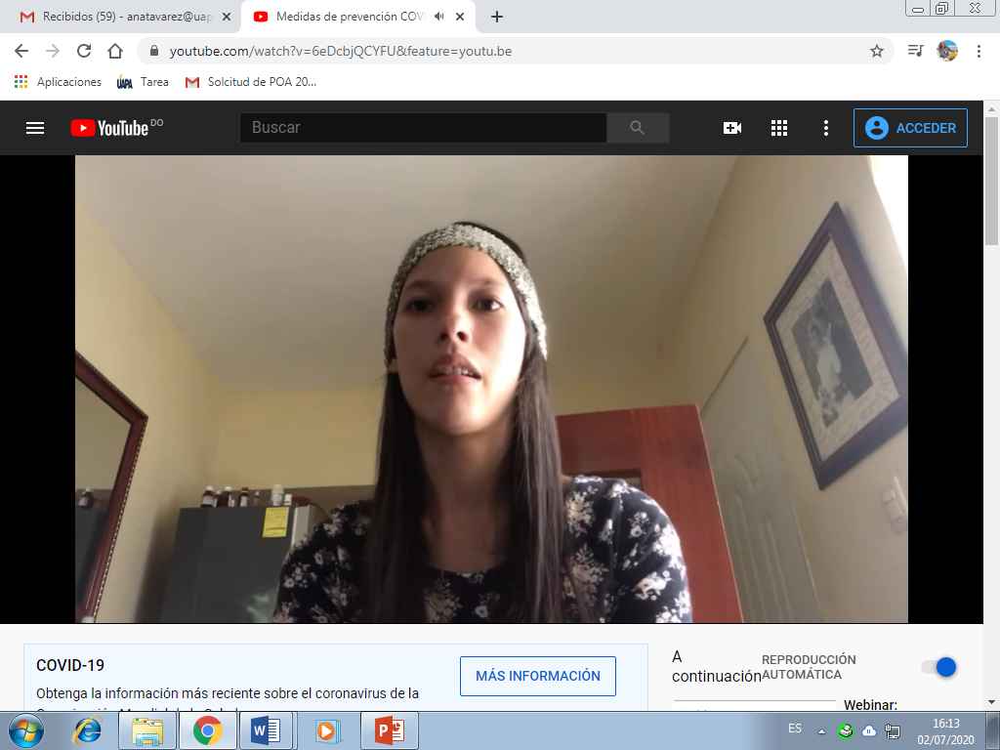 Recibidos (59) - anatavarez@uap
Medidas de prevención COVI
youtube.com/watch?v=6eDcbjQCYFU&feature=youtu.be
Aplicaciones
UAPA Tarea
Solcitud de POA 20...
YouTube DO
Buscar
ACCEDER
COVID-19
Obtenga la información más reciente sobre el coronavirus de la
MÁS INFORMACIÓN
A
continuación
REPRODUCCIÓN
AUTOMÁTICA
Webinar:
ES
16:13
02/07/2020